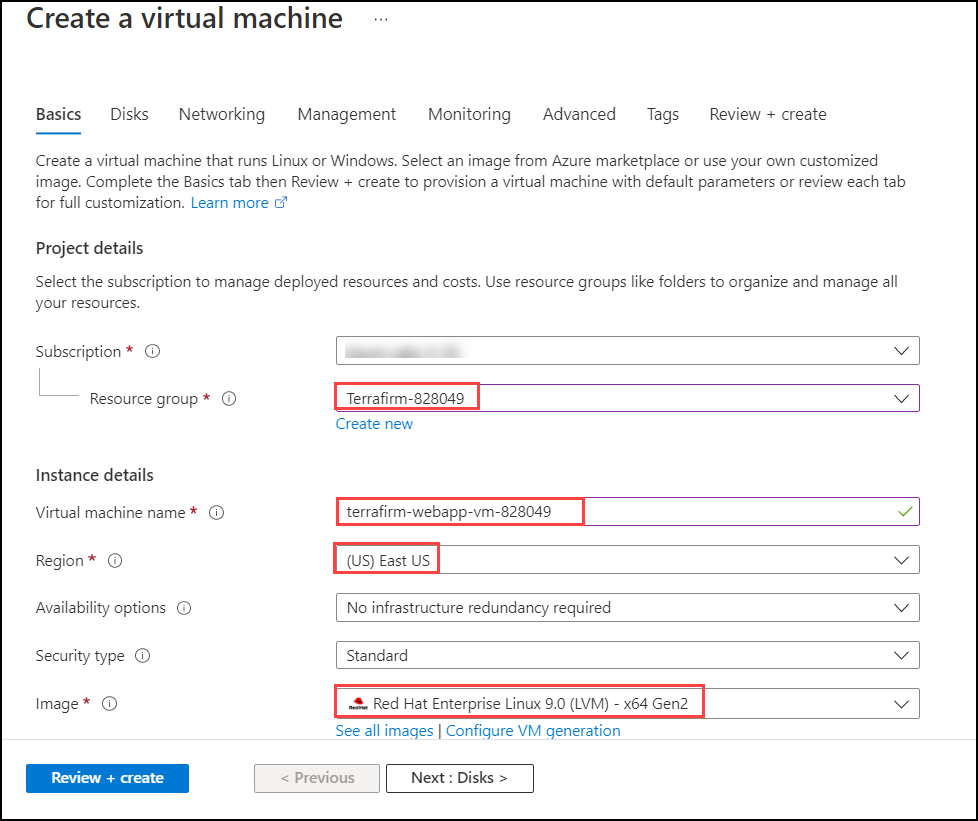 Create a virtual machine ...
Basics Disks Networking Management Monitoring Advanced Tags Review + create
Create a virtual machine that runs Linux or Windows. Select an image from Azure marketplace or use your own customized
image. Complete the Basics tab then Review + create to provision a virtual machine with default parameters or review each tab
for full customization. Learn more
Project details
Select the subscription to manage deployed resources and costs. Use resource groups like folders to organize and manage all
your resources.
Subscription *
Resource group * Terrafirm-828049
Create new
Instance details
Virtual machine name * terrafirm-webapp-vm-828049
Region * (US) East US
Availability options No infrastructure redundancy required
Security type Standard
Image * RedHat Red Hat Enterprise Linux 9.0 (LVM) - x64 Gen2
See all images | Configure VM generation
Review + create < Previous Next : Disks >